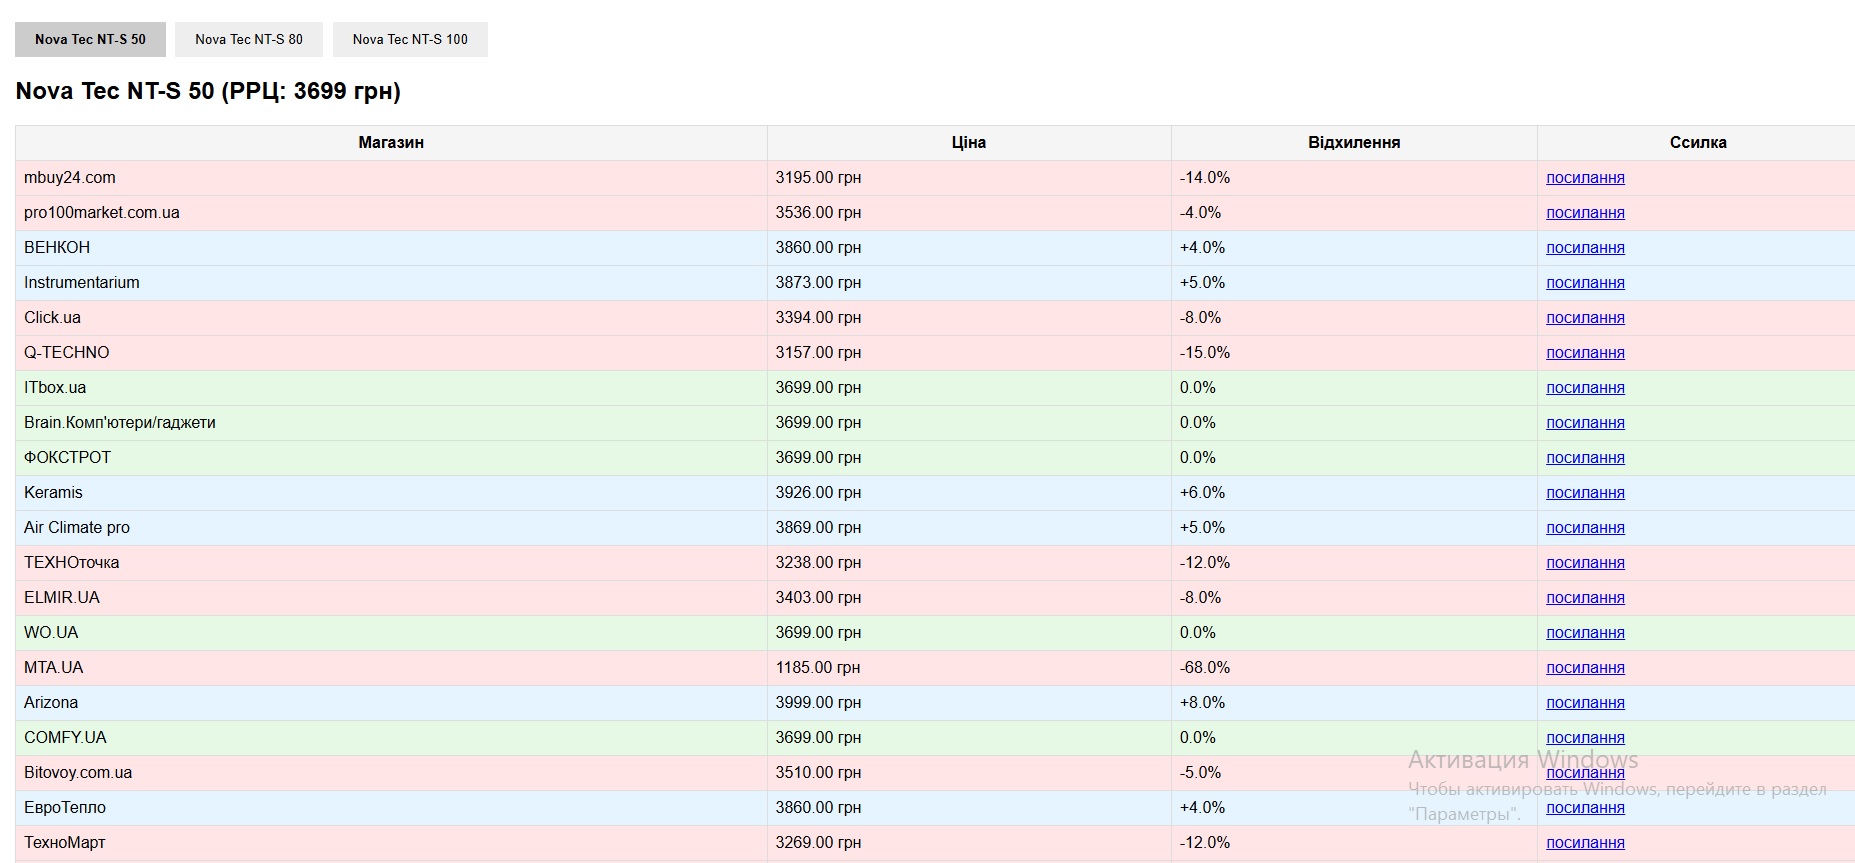 Nova Tec NT-S 50 Nova Tec NT-S 80 Nova Tec NT-S 100
Nova Tec NT-S 50 (РРЦ: 3699 грн)
Магазин Ціна Відхилення Ссилка
mbuy24.com 3195.00 грн -14.0% посилання
pro100market.com.ua 3536.00 грн -4.0% посилання
ВЕНКОН 3860.00 грн +4.0% посилання
Instrumentarium 3873.00 грн +5.0% посилання
Click.ua 3394.00 грн -8.0% посилання
Q-TECHNO 3157.00 грн -15.0% посилання
ITbox.ua 3699.00 грн 0.0% посилання
Brain.Комп'ютери/гаджети 3699.00 грн 0.0% посилання
ФОКСТРОТ 3699.00 грн 0.0% посилання
Keramis 3926.00 грн +6.0% посилання
Air Climate pro 3869.00 грн +5.0% посилання
ТЕХНОточка 3238.00 грн -12.0% посилання
ELMIR.UA 3403.00 грн -8.0% посилання
WO.UA 3699.00 грн 0.0% посилання
MTA.UA 1185.00 грн -68.0% посилання
Arizona 3999.00 грн +8.0% посилання
COMFY.UA 3699.00 грн 0.0% посилання
Bitovoy.com.ua 3510.00 грн -5.0% посилання
ЕвроТепло 3860.00 грн +4.0% посилання
ТехноМарт 3269.00 грн -12.0% посилання
Активация Windows
Чтобы активировать Windows, перейдите в раздел
"Параметры".